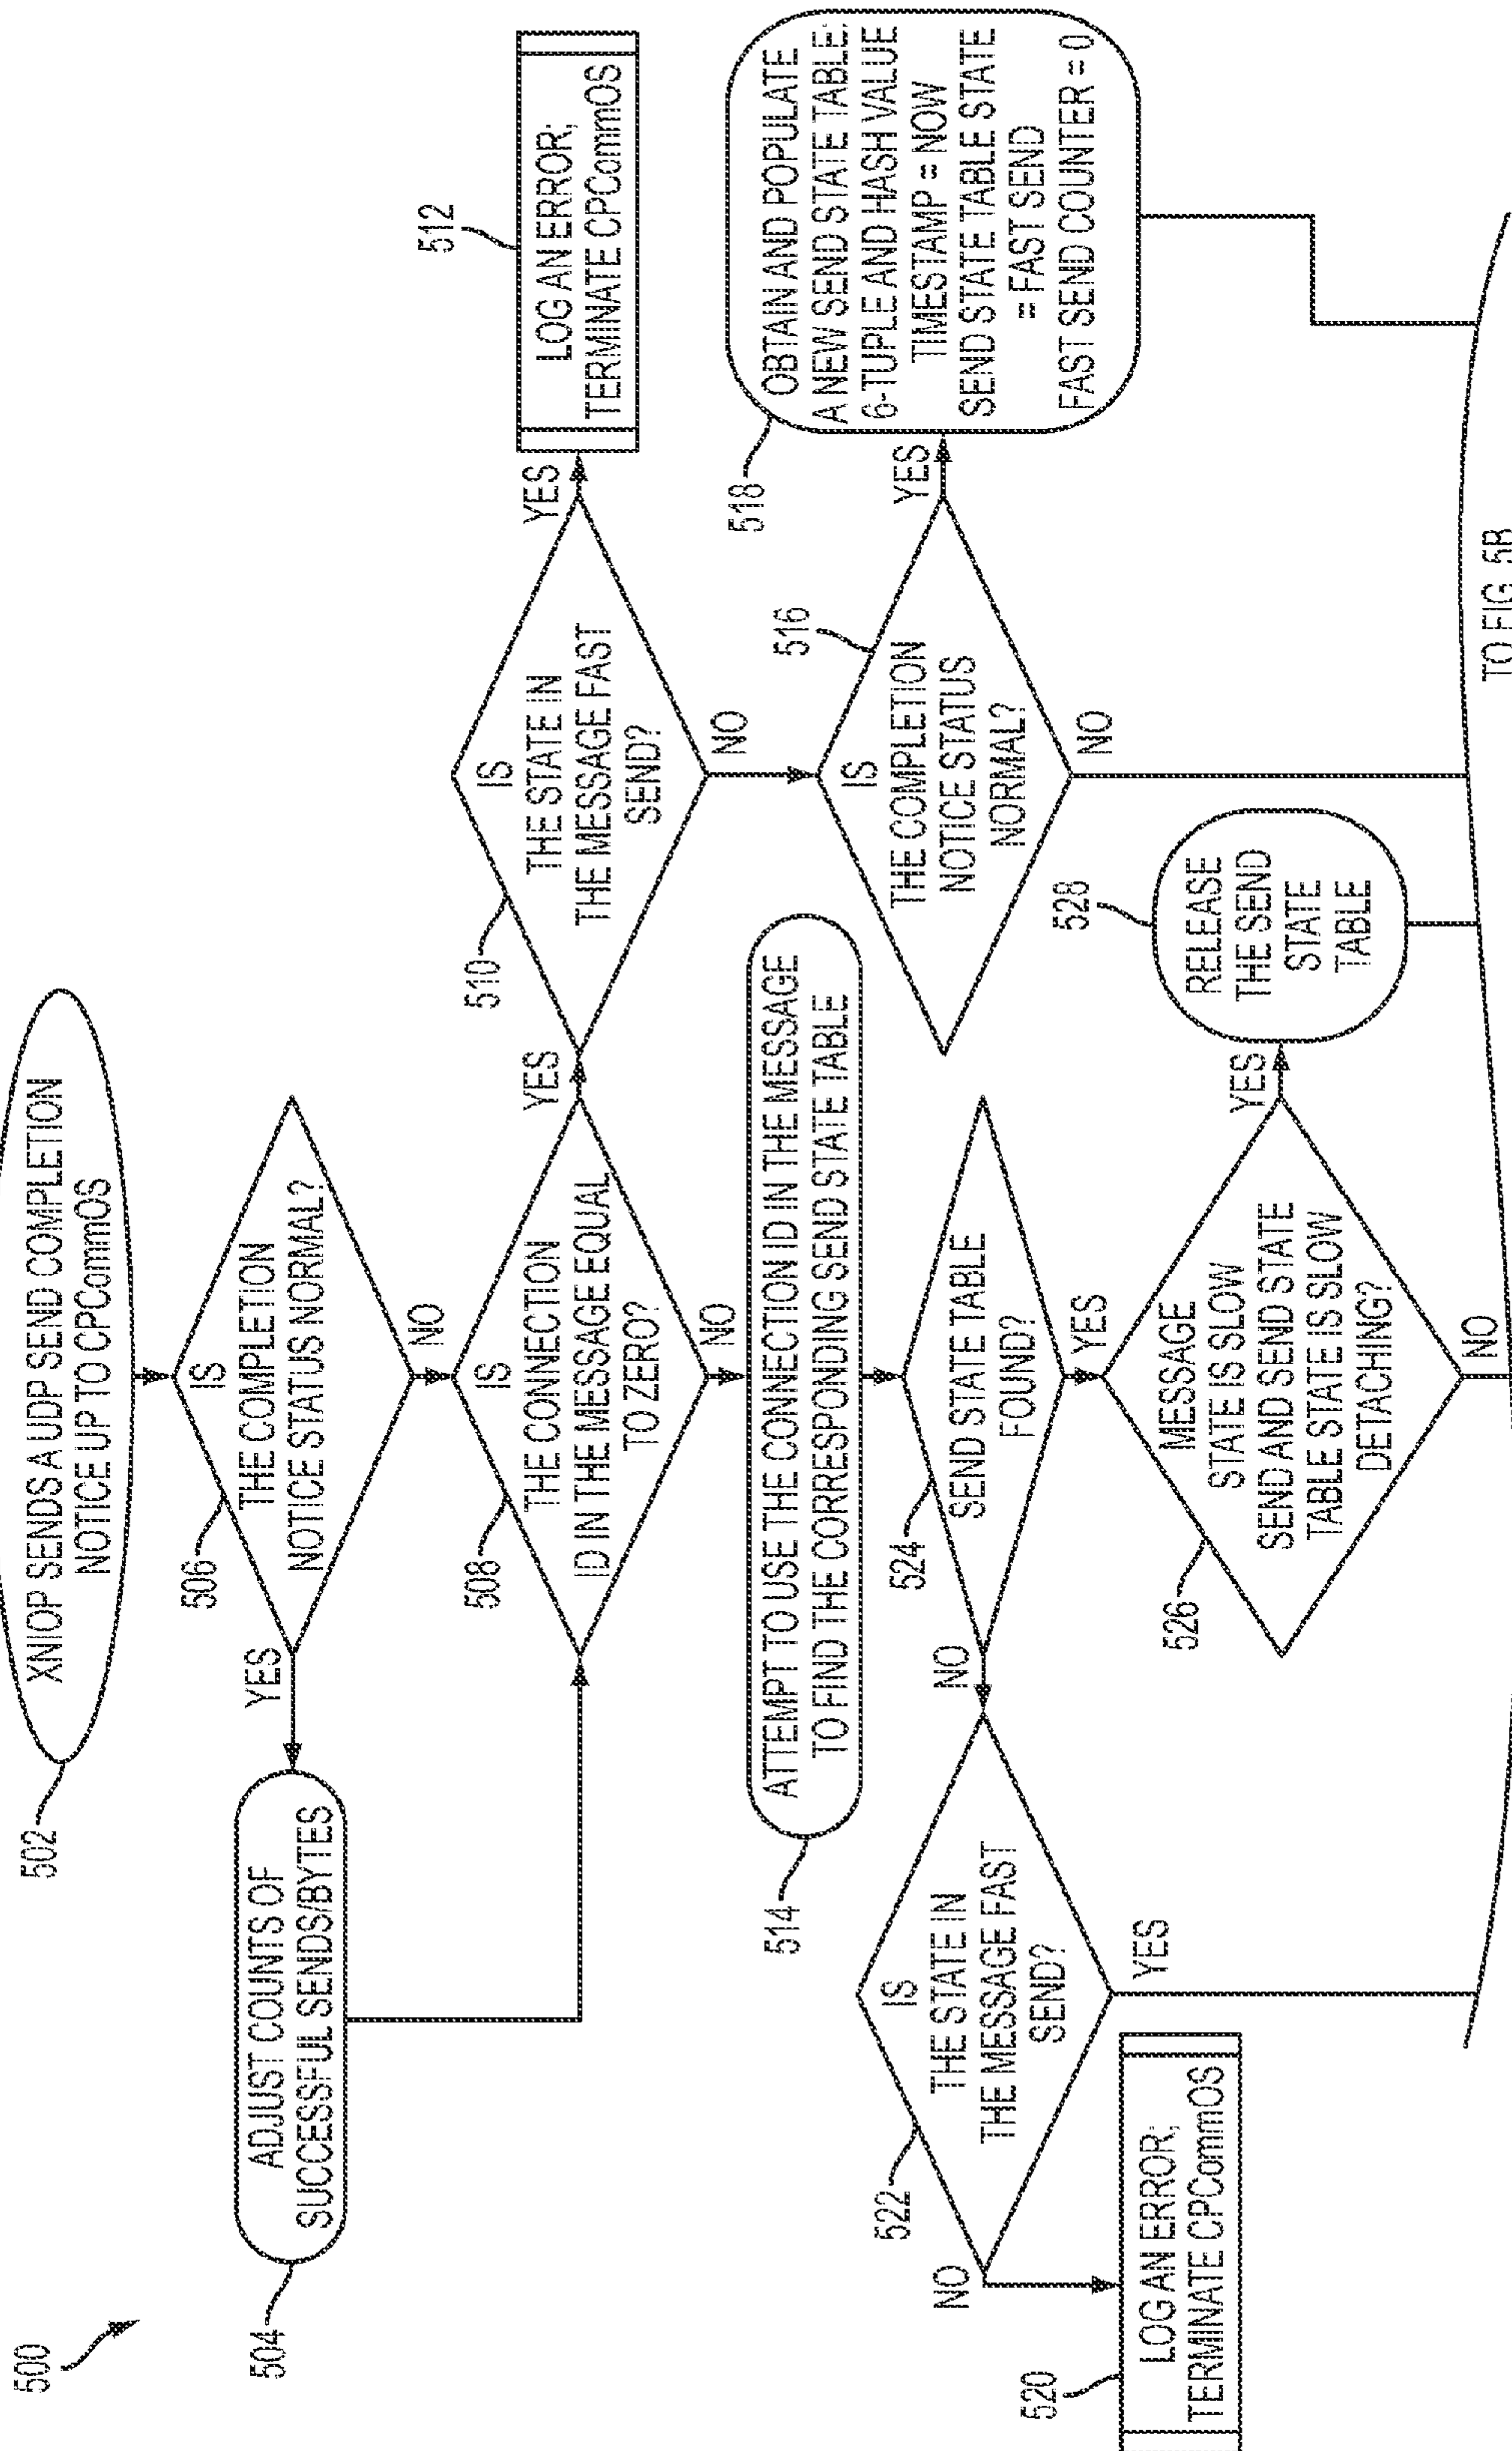 500
502
XNIOP SENDS A UDP SEND COMPLETION
NOTICE UP TO CPCommOS
504
ADJUST COUNTS OF
SUCCESSFUL SENDS/BYTES
YES
506
IS
THE COMPLETION
NOTICE STATUS NORMAL?
NO
508
IS
THE CONNECTION
ID IN THE MESSAGE EQUAL
TO ZERO?
YES
NO
510
IS
THE STATE IN
THE MESSAGE FAST
SEND?
YES
NO
512
LOG AN ERROR;
TERMINATE CPCommOS
514
ATTEMPT TO USE THE CONNECTION ID IN THE MESSAGE
TO FIND THE CORRESPONDING SEND STATE TABLE
516
IS
THE COMPLETION
NOTICE STATUS
NORMAL?
YES
NO
518
OBTAIN AND POPULATE
A NEW SEND STATE TABLE:
6-TUPLE AND HASH VALUE
TIMESTAMP = NOW
SEND STATE TABLE STATE
= FAST SEND
FAST SEND COUNTER = 0
522
IS
THE STATE IN
THE MESSAGE FAST
SEND?
NO
YES
520
LOG AN ERROR;
TERMINATE CPCommOS
524
SEND STATE TABLE
FOUND?
NO
YES
526
MESSAGE
STATE IS SLOW
SEND AND SEND STATE
TABLE STATE IS SLOW
DETACHING?
YES
NO
528
RELEASE
THE SEND
STATE
TABLE
TO FIG. 5B